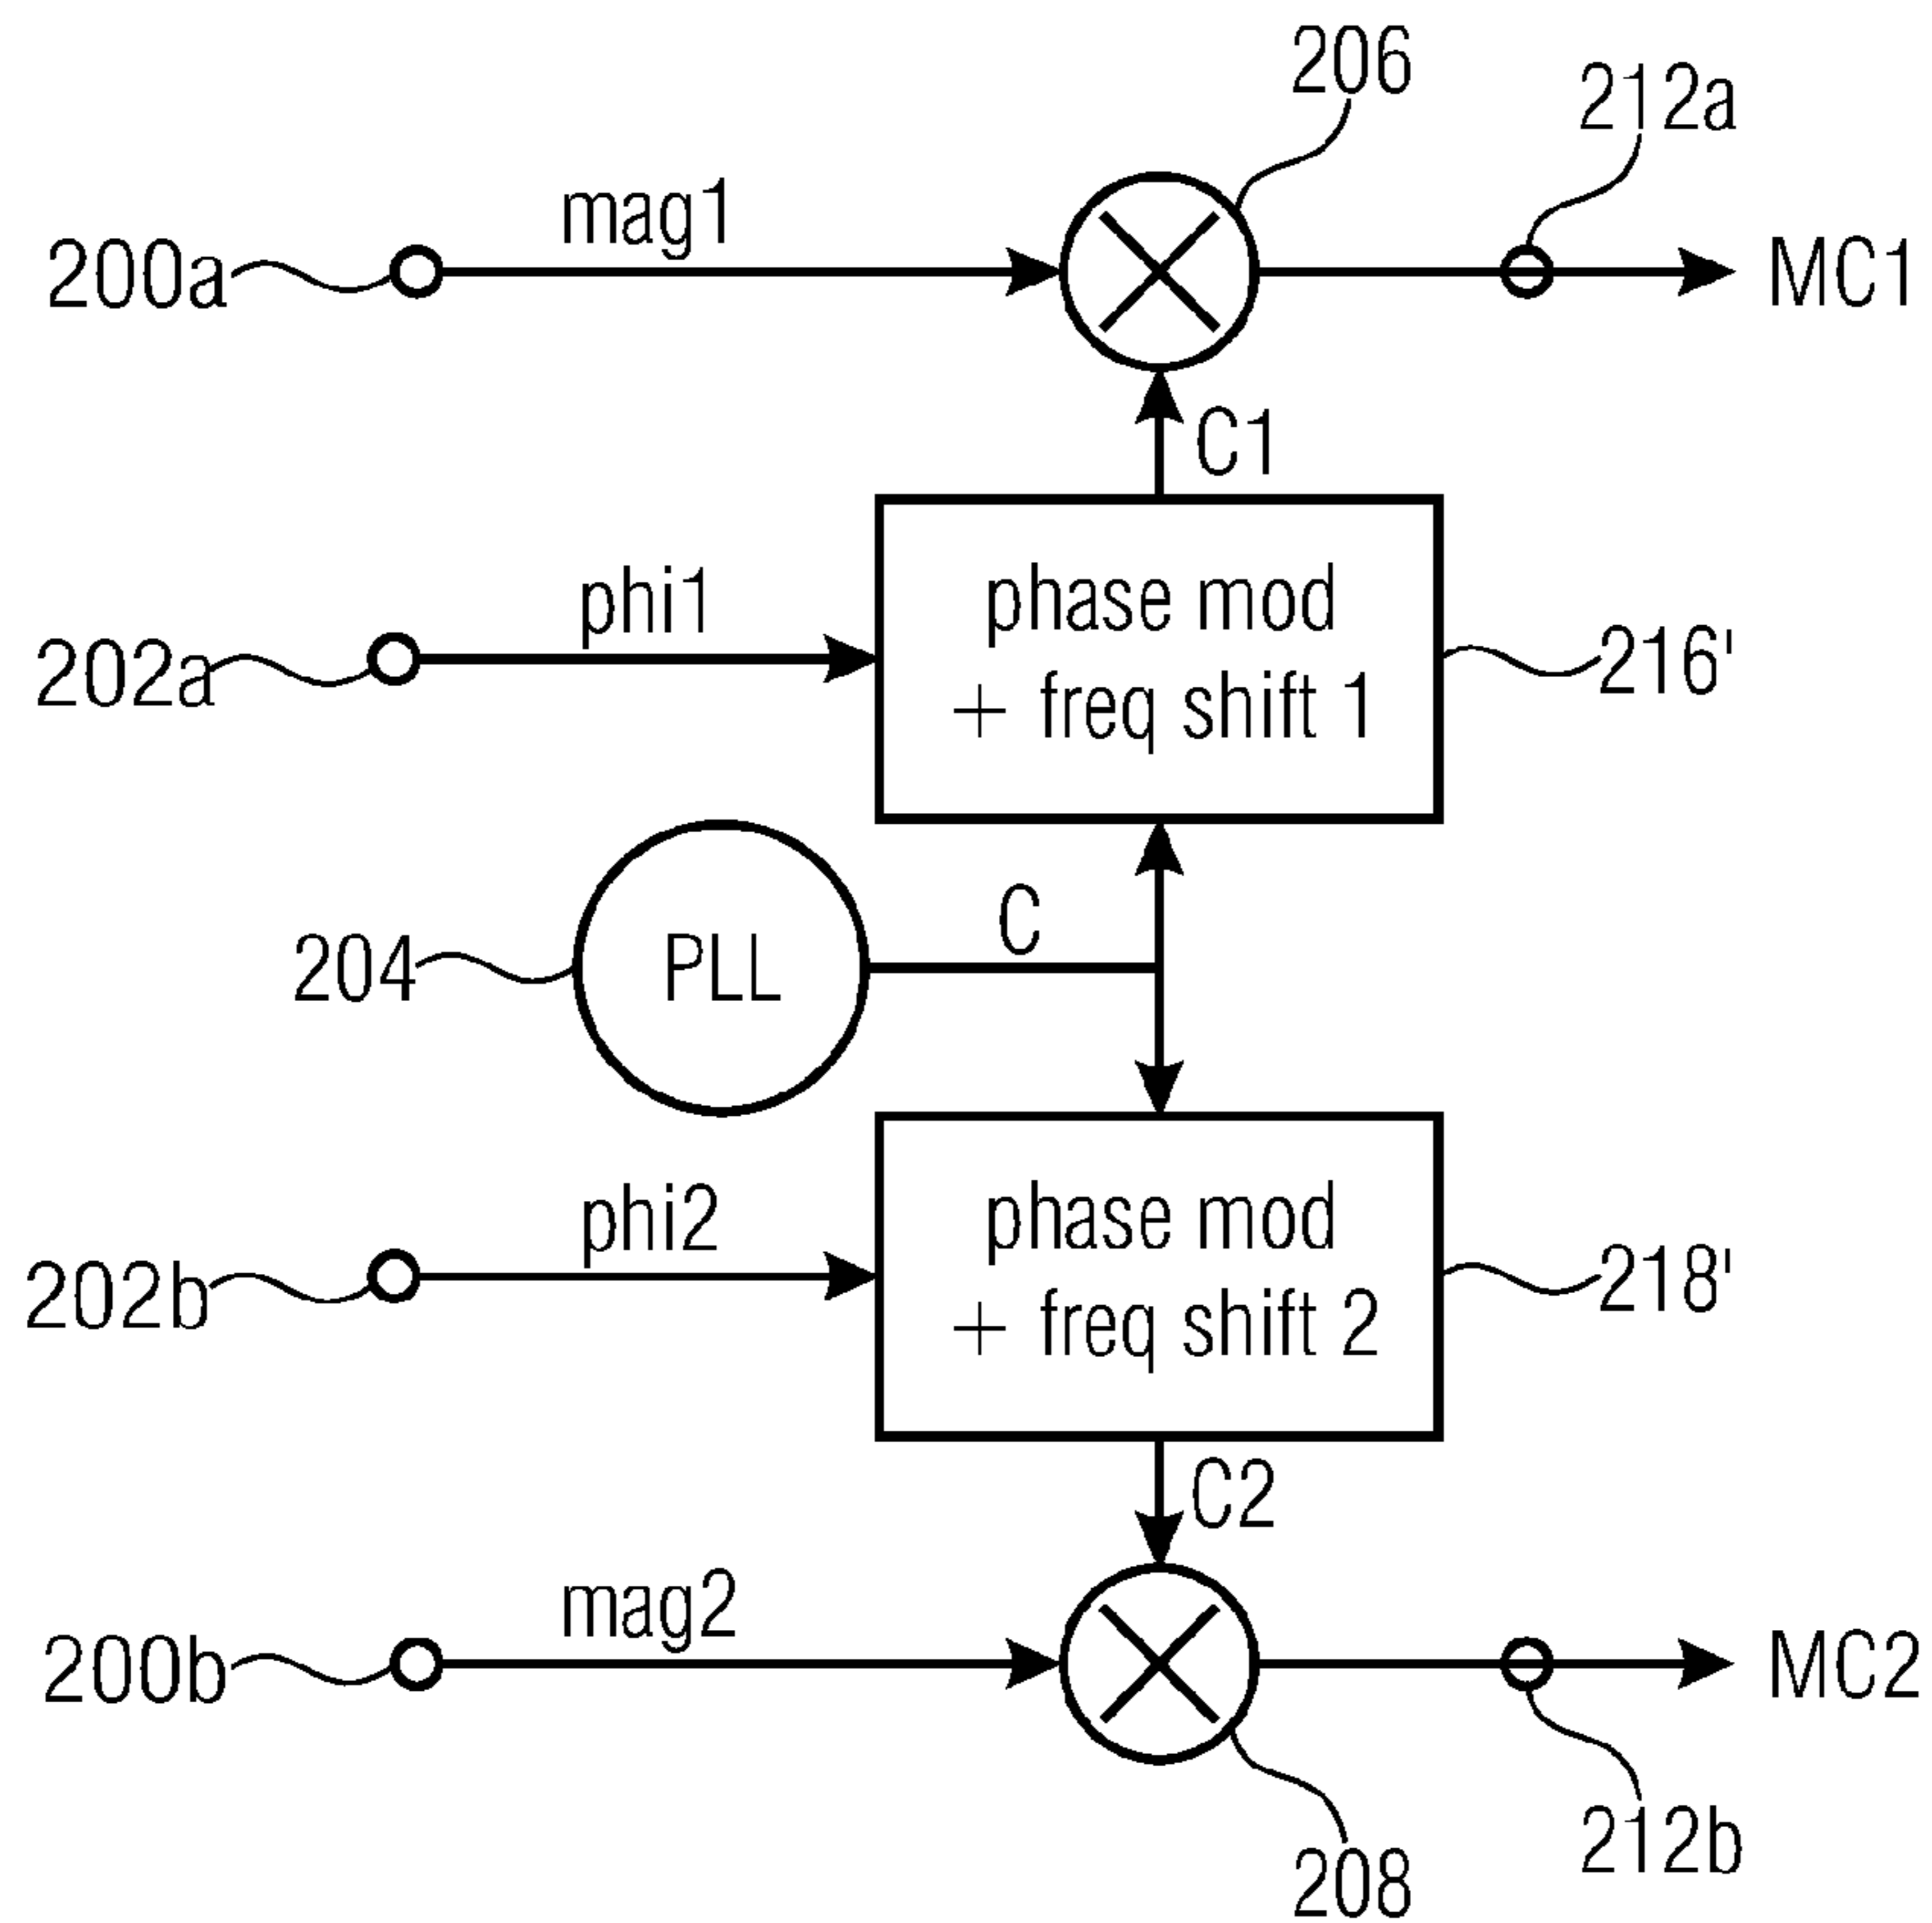 206
212a
mag1
200a
MC1
C1
phi1
phase mod
+ freq shift 1
202a
216'
C
204
PLL
phi2
phase mod
+ freq shift 2
202b
218'
C2
mag2
200b
MC2
212b
208